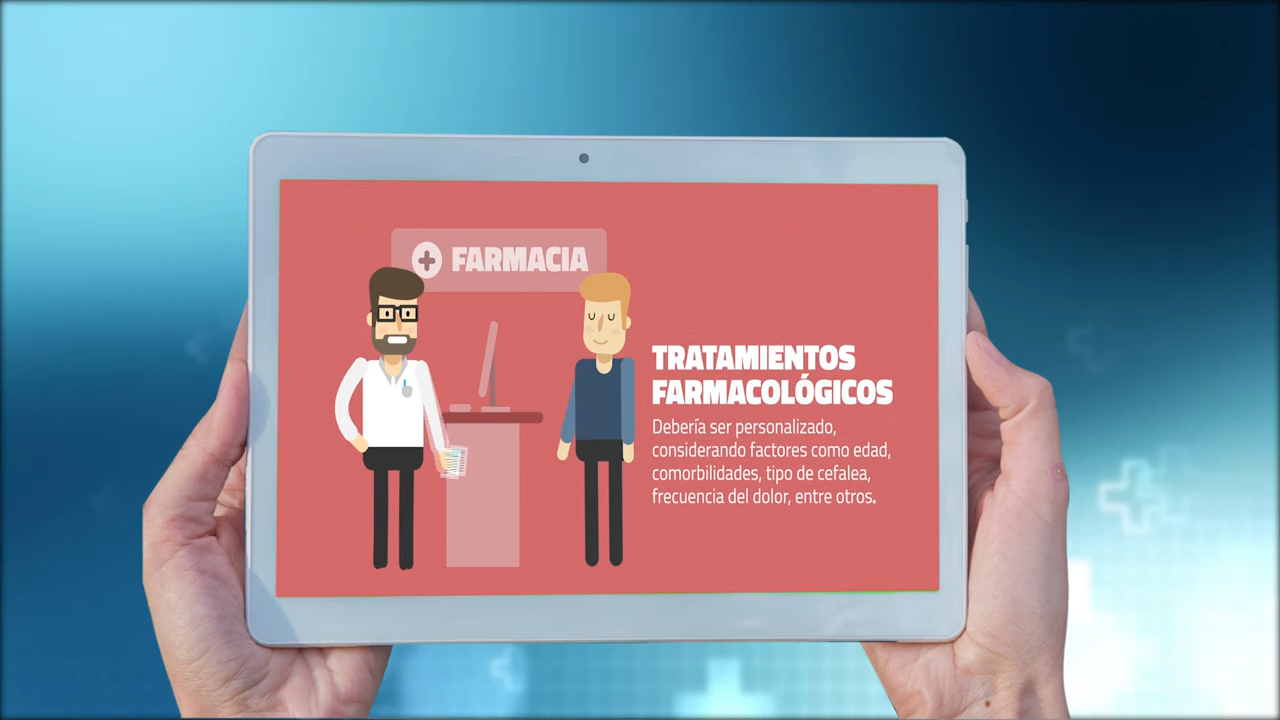 FARMACIA
TRATAMIENTOS
FARMACOLÓGICOS
Debería ser personalizado,
considerando factores como edad,
comorbilidades, tipo de cefalea,
frecuencia del dolor, entre otros.